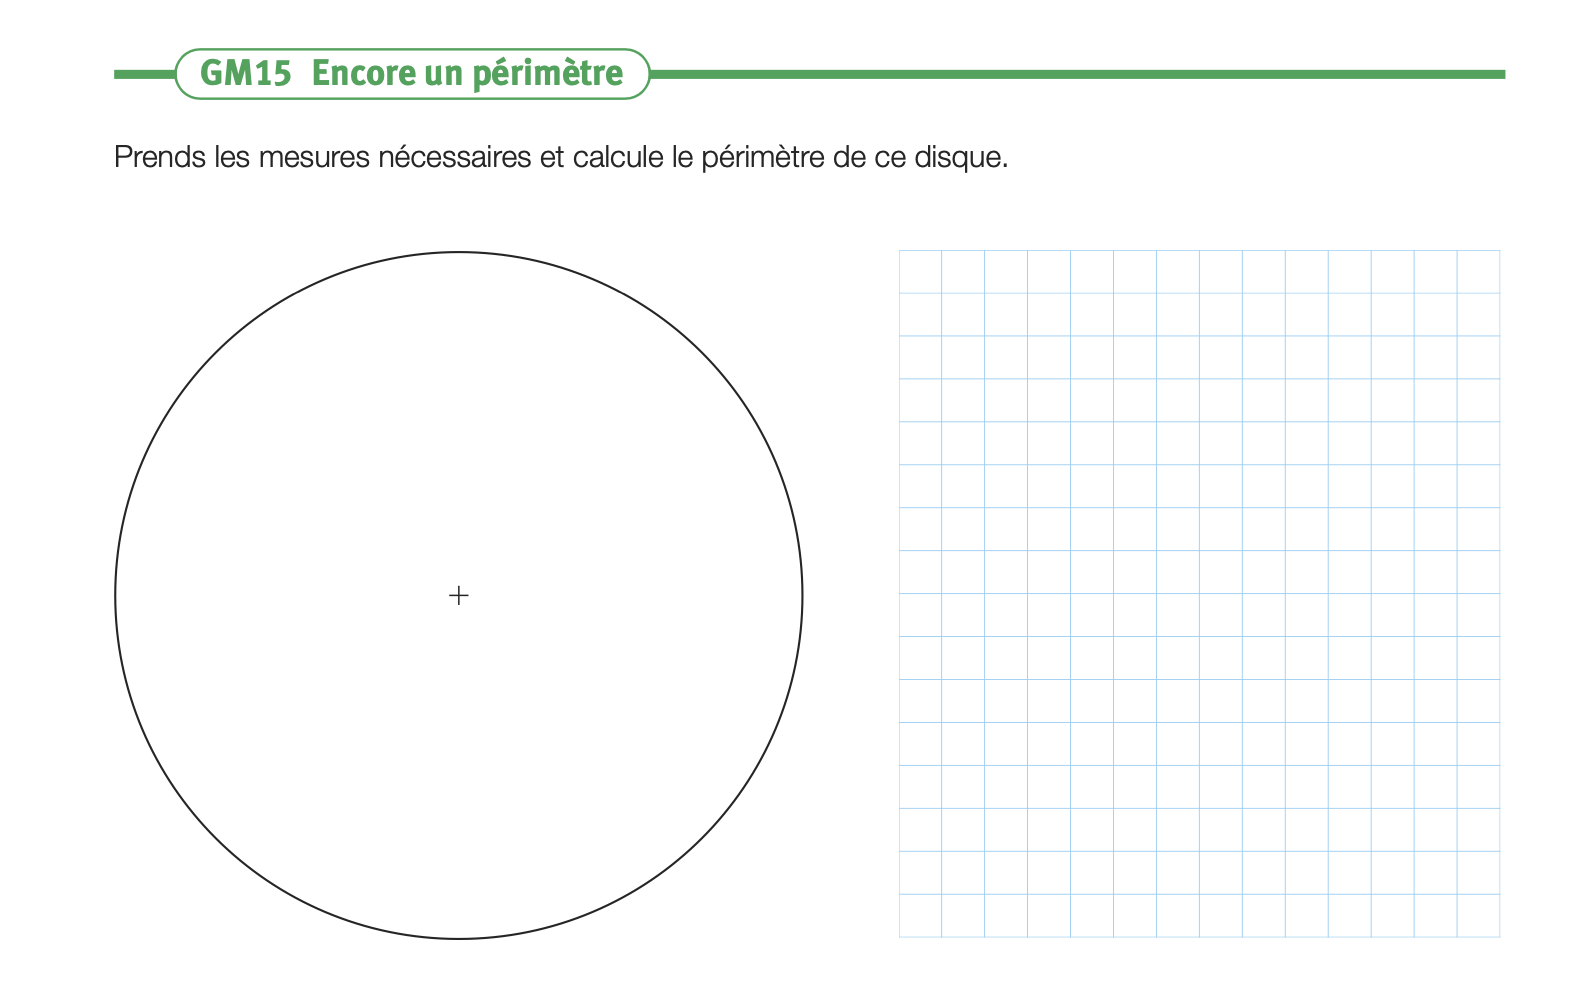 GM15 Encore un périmètre
Prends les mesures nécessaires et calcule le périmètre de ce disque.